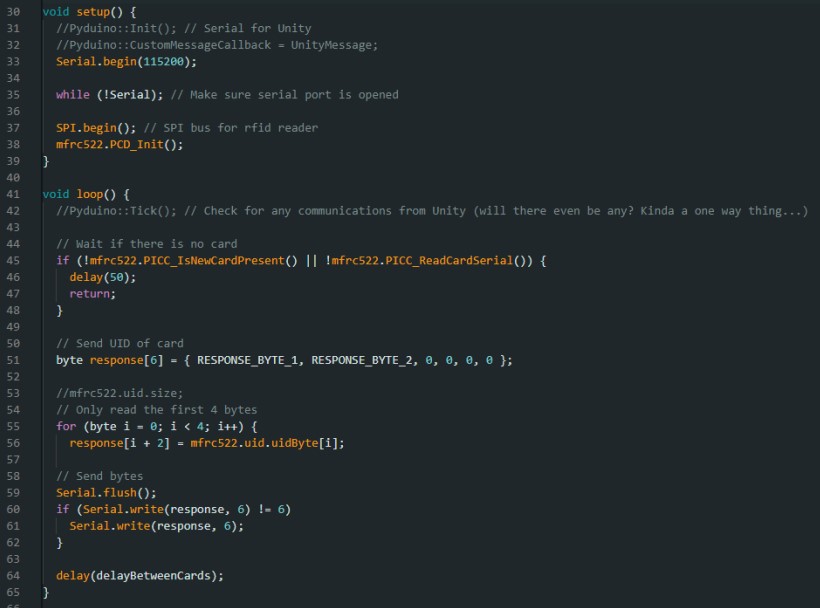 30 void setup() {
31   //Pyduino::Init(); // Serial for Unity
32   //Pyduino::CustomMessageCallback = UnityMessage;
33   Serial.begin(115200);
34
35   while (!Serial); // Make sure serial port is opened
36
37   SPI.begin(); // SPI bus for rfid reader
38   mfrc522.PCD_Init();
39 }
40
41 void loop() {
42   //Pyduino::Tick(); // Check for any communications from Unity (will there even be any? Kinda a one way thing...)
43
44   // Wait if there is no card
45   if (!mfrc522.PICC_IsNewCardPresent() || !mfrc522.PICC_ReadCardSerial()) {
46     delay(50);
47     return;
48   }
49
50   // Send UID of card
51   byte response[6] = { RESPONSE_BYTE_1, RESPONSE_BYTE_2, 0, 0, 0, 0 };
52
53   //mfrc522.uid.size;
54   // Only read the first 4 bytes
55   for (byte i = 0; i < 4; i++) {
56     response[i + 2] = mfrc522.uid.uidByte[i];
57
58   // Send bytes
59   Serial.flush();
60   if (Serial.write(response, 6) != 6)
61     Serial.write(response, 6);
62   }
63
64   delay(delayBetweenCards);
65 }